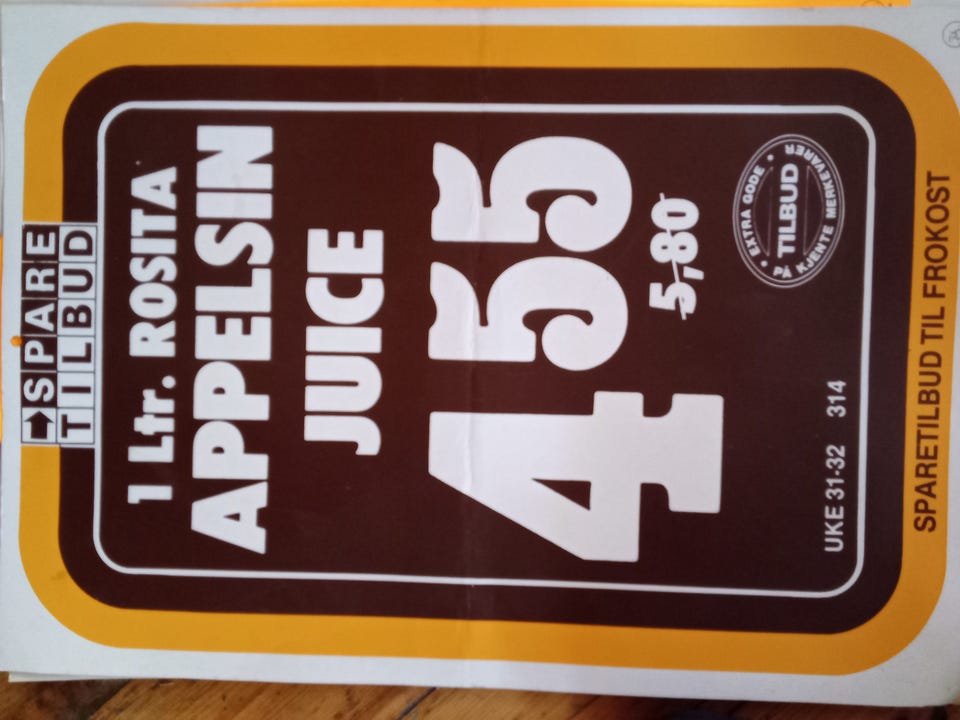 ➡SPARE
TILBUD
1 Ltr. ROSITA
APPELSIN
JUICE
4 55
5,80
EXTRA GODE
TILBUD
PÅ KJENTE MERKEVARER
UKE 31-32 314
SPARETILBUD TIL FROKOST